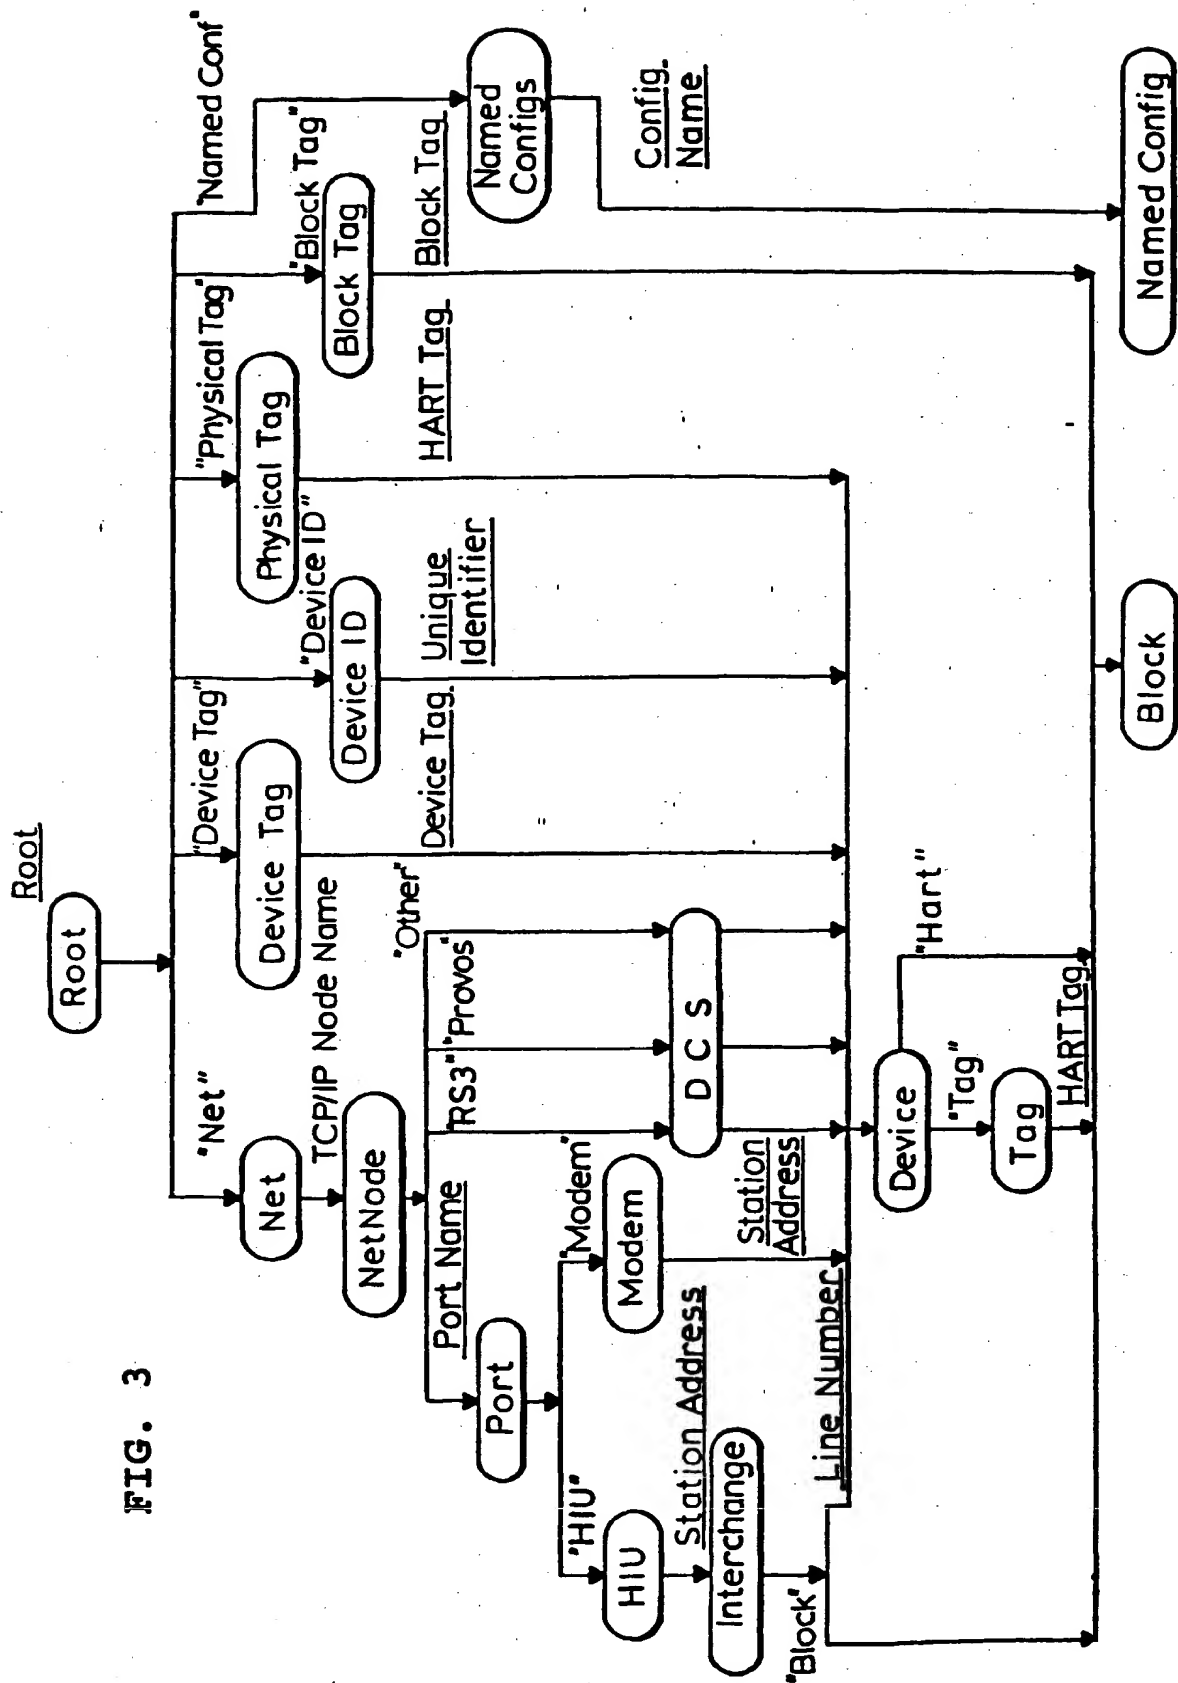 FIG. 3
Root
Root
"Net"
"Device Tag"
"Physical Tag"
"Named Conf"
Net
Device Tag
Physical Tag
"Device ID"
"Block Tag"
TCP/IP Node Name
NetNode
Device ID
Block Tag
Port Name
"RS3"
"Provos"
"Other"
Device Tag
Unique
Identifier
HART Tag
Block Tag
Port
Named
Configs
"HIU"
"Modem"
HIU
Modem
D C S
Config
Name
Station Address
Station
Address
Interchange
"Block"
Line Number
Device
"Hart"
"Tag"
Tag
HART Tag
Block
Named Config